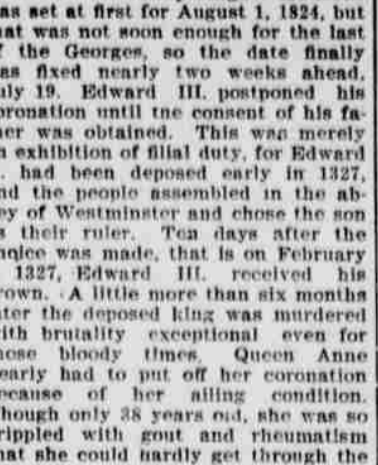 as set at first for August 1, 1824, but
hat was not soon enough for the last
f the Georges, so the date finally
as fixed nearly two weeks ahead,
uly 19. Edward III. postponed his
oronation until tne consent of his fa-
her was obtained. This was merely
n exhibition of filial duty, for Edward
I. had been deposed early in 1327,
nd the people assembled in the ab-
ey of Westminster and chose the son
s their ruler. Ten days after the
was made, that is on February
1327, Edward III. received his
rown. A little more than six months
ater the deposed king was murdered
ith brutality exceptional even for
hose bloody times. Queen Anne
early had to put off her coronation
ecause of her ailing condition.
hough only 38 years old, she was so
rippled with gout and rheumatism
hat she could hardly get through the